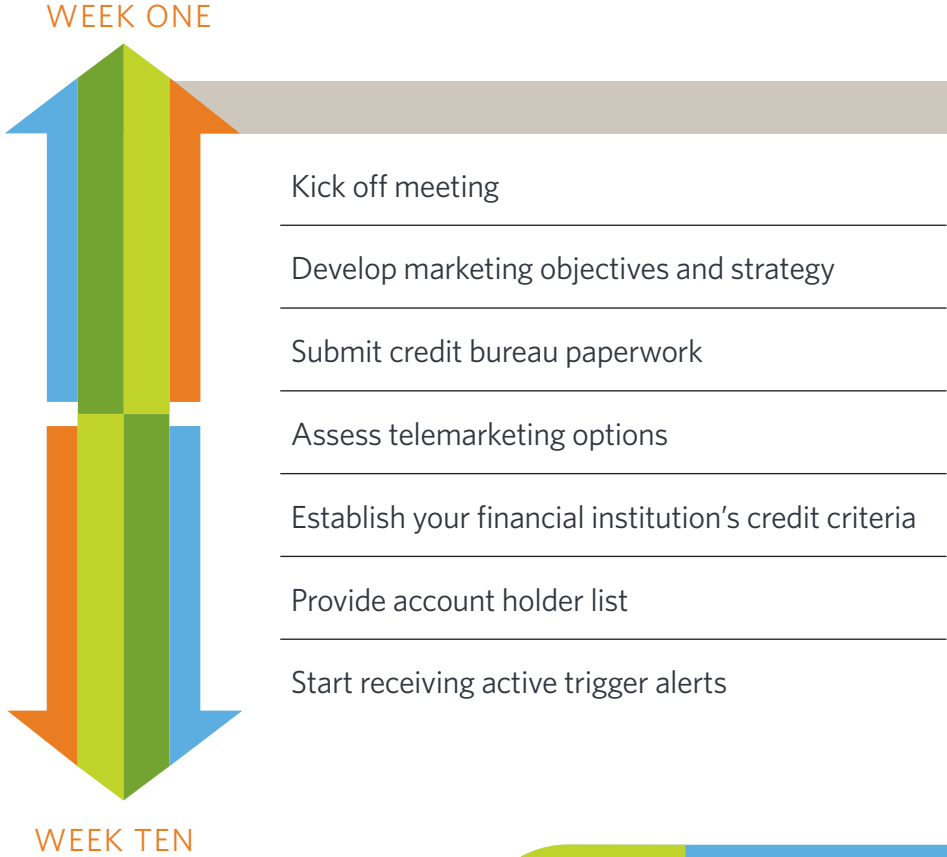 WEEK ONE
Kick off meeting
Develop marketing objectives and strategy
Submit credit bureau paperwork
Assess telemarketing options
Establish your financial institution’s credit criteria
Provide account holder list
Start receiving active trigger alerts
WEEK TEN